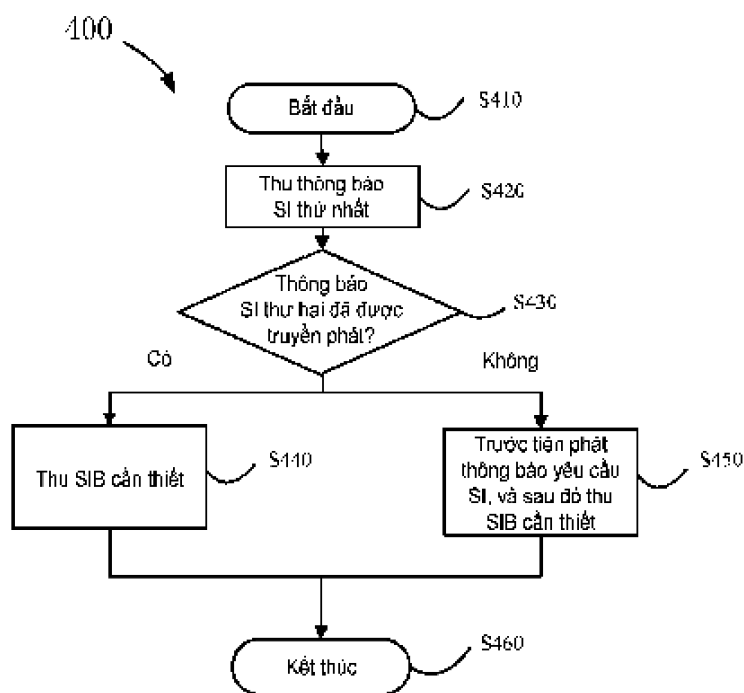 400
Bắt đầu
S410
Thu thông báo
SI thứ nhất
S420
Thông báo
SI thứ hai đã được
truyền phát?
S430
Có
Không
Thu SIB cần thiết
S440
Trước tiên phát
thông báo yêu cầu
SI, và sau đó thu
SIB cần thiết
S450
Kết thúc
S460